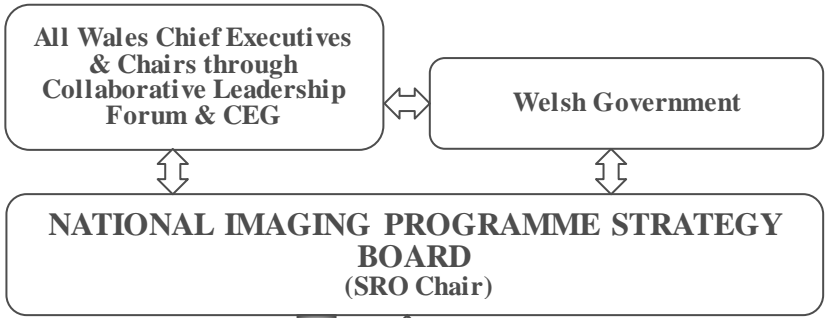 All Wales Chief Executives
& Chairs through
Collaborative Leadership
Forum & CEG
Welsh Government
NATIONAL IMAGING PROGRAMME STRATEGY
BOARD
(SRO Chair)